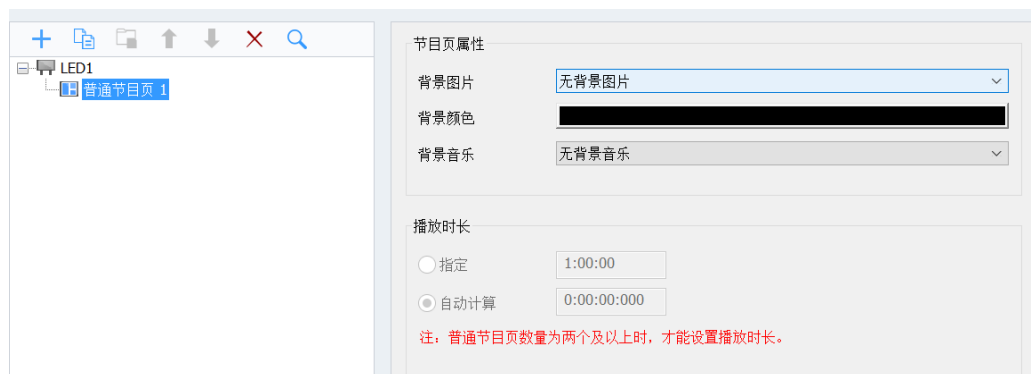 LED1
普通节目页 1
节目页属性
背景图片 无背景图片
背景颜色
背景音乐 无背景音乐
播放时长
指定 1:00:00
自动计算 0:00:00:000
注：普通节目页数量为两个及以上时，才能设置播放时长。